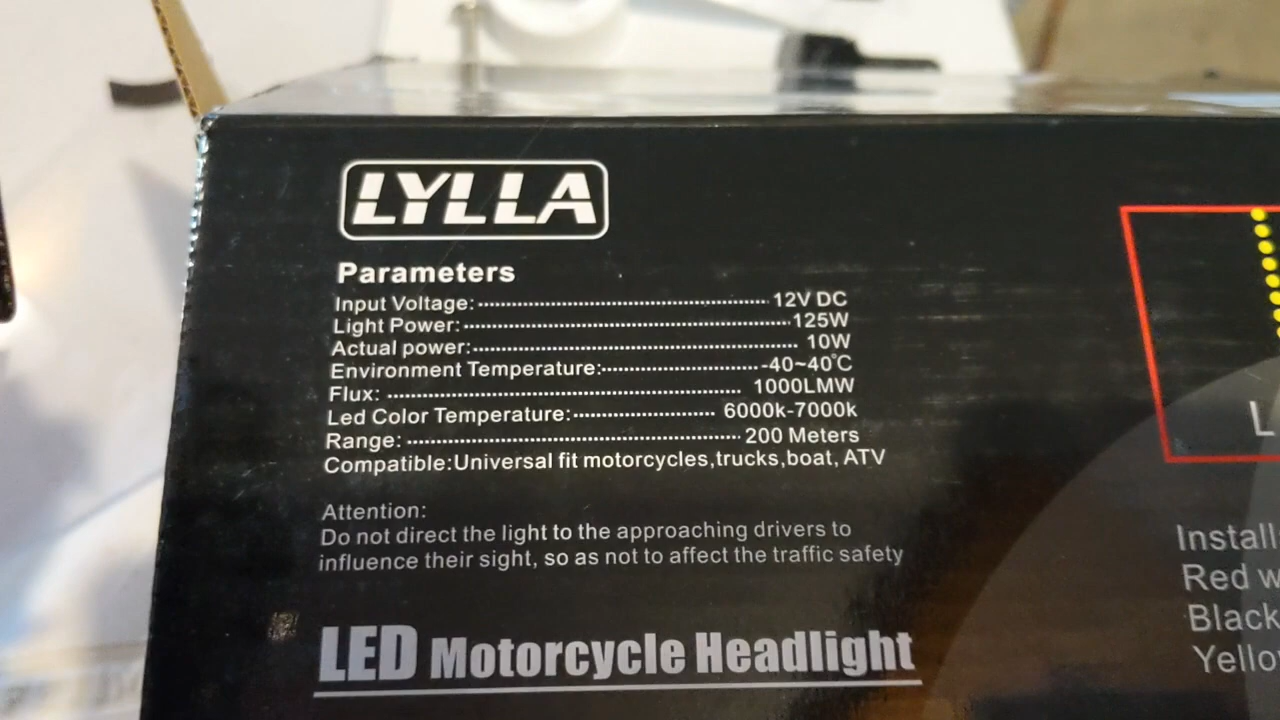 LYLLA
Parameters
Input Voltage:........................12V DC
Light Power:........................125W
Actual power:........................ 10W
Environment Temperature:................-40~40℃
Flux: ........................ 1000LMW
Led Color Temperature:................ 6000k-7000k
Range: ........................ 200 Meters
Compatible:Universal fit motorcycles,trucks,boat, ATV
Attention:
Do not direct the light to the approaching drivers to
influence their sight, so as not to affect the traffic safety
LED Motorcycle Headlight
L
Install
Red w
Black
Yello